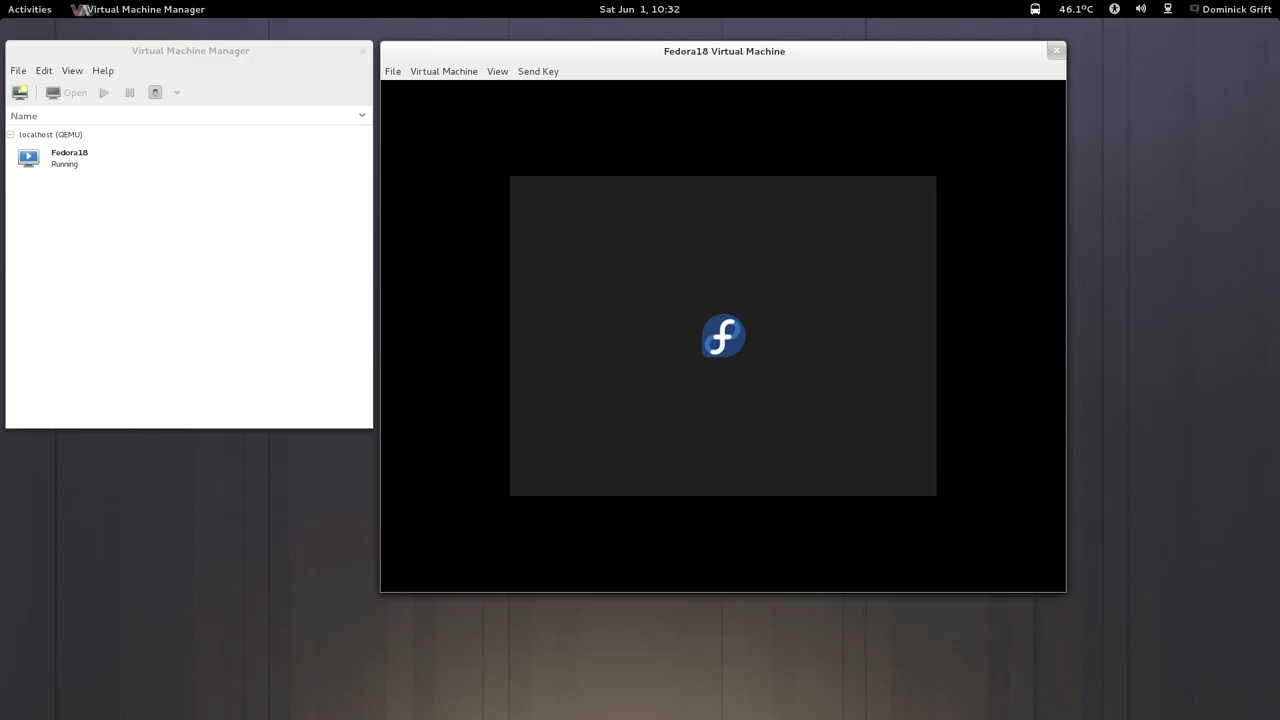 Activities Virtual Machine Manager Sat Jun 1, 10:32 46.1°C Dominick Grift
Virtual Machine Manager
File Edit View Help
Open
Name
localhost (QEMU)
Fedora18
Running
Fedora18 Virtual Machine
File Virtual Machine View Send Key